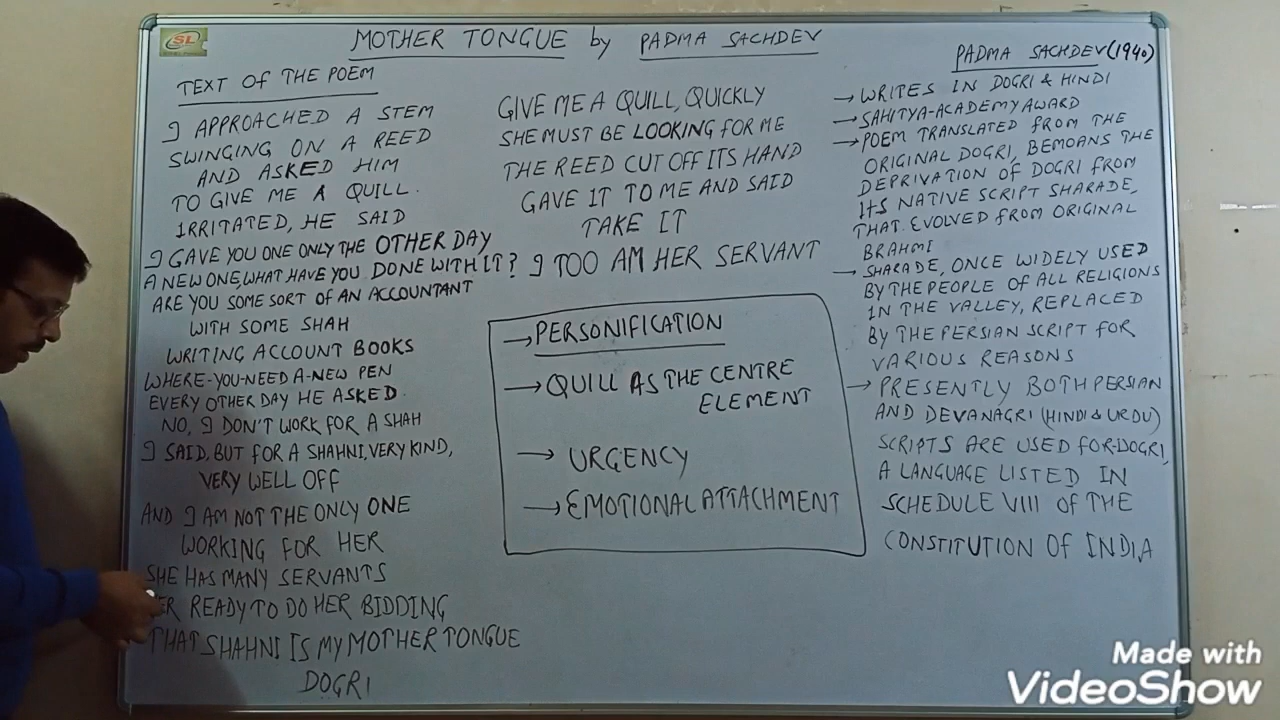 SL
MOTHER TONGUE by PADMA SACHDEV
TEXT OF THE POEM
I APPROACHED A STEM
SWINGING ON A REED
AND ASKED HIM
TO GIVE ME A QUILL.
IRRITATED, HE SAID
I GAVE YOU ONE ONLY THE OTHER DAY
A NEW ONE, WHAT HAVE YOU DONE WITH IT?
ARE YOU SOME SORT OF AN ACCOUNTANT
WITH SOME SHAH
WRITING ACCOUNT BOOKS
WHERE-YOU-NEED A-NEW PEN
EVERY OTHER DAY HE ASKED.
NO, I DON'T WORK FOR A SHAH
I SAID, BUT FOR A SHAHNI, VERY KIND,
VERY WELL OFF
AND I AM NOT THE ONLY ONE
WORKING FOR HER
SHE HAS MANY SERVANTS
ER READY TO DO HER BIDDING
THAT SHAHNI IS MY MOTHER TONGUE
DOGRI
GIVE ME A QUILL, QUICKLY
SHE MUST BE LOOKING FOR ME
THE REED CUT OFF ITS HAND
GAVE IT TO ME AND SAID
TAKE IT
I TOO AM HER SERVANT
→ PERSONIFICATION
→ QUILL AS THE CENTRE
ELEMENT
→ URGENCY
→ EMOTIONAL ATTACHMENT
PADMA SACHDEV (1940)
→ WRITES IN DOGRI & HINDI
→ SAHITYA-ACADEMY AWARD
→ POEM TRANSLATED FROM THE
ORIGINAL DOGRI, BEMOANS THE
DEPRIVATION OF DOGRI FROM
ITS NATIVE SCRIPT SHARADE,
THAT EVOLVED FROM ORIGINAL
BRAHMI
→ SHARADE, ONCE WIDELY USED
BY THE PEOPLE OF ALL RELIGIONS
IN THE VALLEY, REPLACED
BY THE PERSIAN SCRIPT FOR
VARIOUS REASONS
→ PRESENTLY BOTH PERSIAN
AND DEVANAGRI (HINDI & URDU)
SCRIPTS ARE USED FOR-DOGRI,
A LANGUAGE LISTED IN
SCHEDULE VIII OF THE
CONSTITUTION OF INDIA
Made with
VideoShow